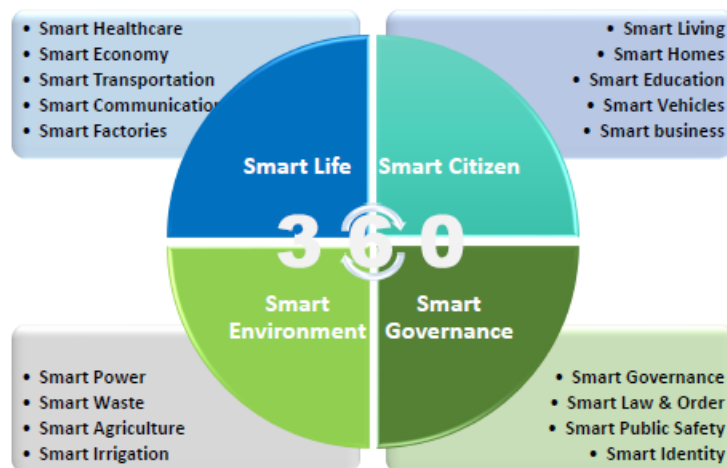 • Smart Healthcare
• Smart Economy
• Smart Transportation
• Smart Communication
• Smart Factories
• Smart Living
• Smart Homes
• Smart Education
• Smart Vehicles
• Smart business
Smart Life
Smart Citizen
360
Smart
Environment
Smart
Governance
• Smart Power
• Smart Waste
• Smart Agriculture
• Smart Irrigation
• Smart Governance
• Smart Law & Order
• Smart Public Safety
• Smart Identity